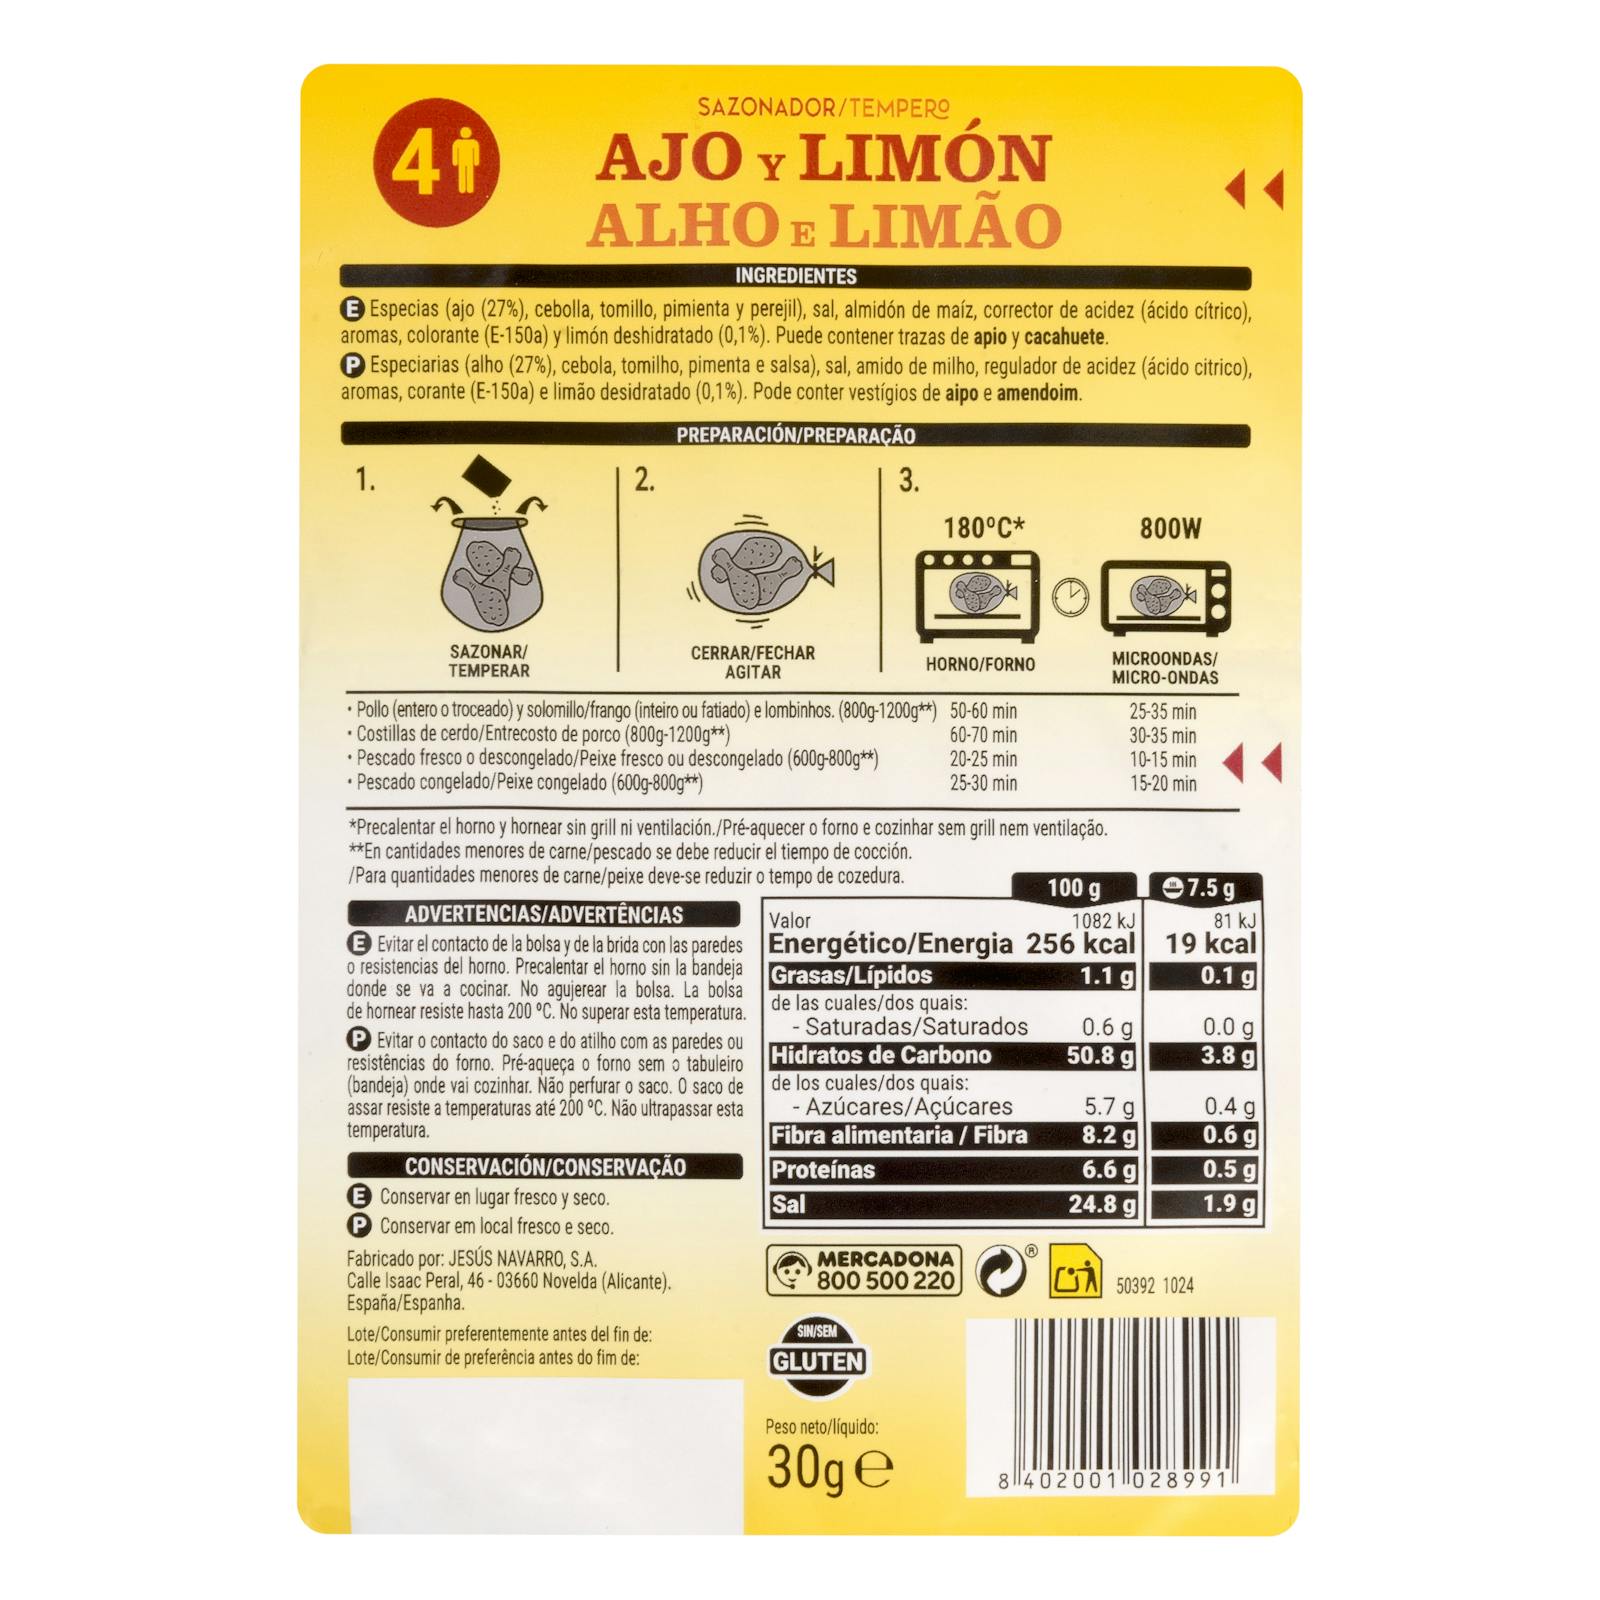 SAZONADOR/TEMPERO
4
AJO Y LIMÓN
ALHO E LIMÃO
INGREDIENTES
E Especias (ajo (27%), cebolla, tomillo, pimienta y perejil), sal, almidón de maíz, corrector de acidez (ácido cítrico),
aromas, colorante (E-150a) y limón deshidratado (0,1%). Puede contener trazas de apio y cacahuete.
P Especiarias (alho (27%), cebola, tomilho, pimenta e salsa), sal, amido de milho, regulador de acidez (ácido citrico),
aromas, corante (E-150a) e limão desidratado (0,1%). Pode conter vestígios de aipo e amendoim.
PREPARACIÓN/PREPARAÇÃO
1.
2.
3.
180ºC*
800W
SAZONAR/
TEMPERAR
CERRAR/FECHAR
AGITAR
HORNO/FORNO
MICROONDAS/
MICRO-ONDAS
• Pollo (entero o troceado) y solomillo/frango (inteiro ou fatiado) e lombinhos. (800g-1200g**) 50-60 min 25-35 min
• Costillas de cerdo/Entrecosto de porco (800g-1200g**) 60-70 min 30-35 min
• Pescado fresco o descongelado/Peixe fresco ou descongelado (600g-800g**) 20-25 min 10-15 min
• Pescado congelado/Peixe congelado (600g-800g**) 25-30 min 15-20 min
*Precalentar el horno y hornear sin grill ni ventilación./Pré-aquecer o forno e cozinhar sem grill nem ventilação.
**En cantidades menores de carne/pescado se debe reducir el tiempo de cocción.
/Para quantidades menores de carne/peixe deve-se reduzir o tempo de cozedura.
ADVERTENCIAS/ADVERTÊNCIAS
E Evitar el contacto de la bolsa y de la brida con las paredes
o resistencias del horno. Precalentar el horno sin la bandeja
donde se va a cocinar. No agujerear la bolsa. La bolsa
de hornear resiste hasta 200 ºC. No superar esta temperatura.
P Evitar o contacto do saco e do atilho com as paredes ou
resistências do forno. Pré-aqueça o forno sem o tabuleiro
(bandeja) onde vai cozinhar. Não perfurar o saco. O saco de
assar resiste a temperaturas até 200 ºC. Não ultrapassar esta
temperatura.
CONSERVACIÓN/CONSERVAÇÃO
E Conservar en lugar fresco y seco.
P Conservar em local fresco e seco.
Fabricado por: JESÚS NAVARRO, S.A.
Calle Isaac Peral, 46 - 03660 Novelda (Alicante).
España/Espanha.
Lote/Consumir preferentemente antes del fin de:
Lote/Consumir de preferência antes do fim de:
100 g 7.5 g
Valor 1082 kJ 81 kJ
Energético/Energia 256 kcal 19 kcal
Grasas/Lípidos 1.1 g 0.1 g
de las cuales/dos quais:
- Saturadas/Saturados 0.6 g 0.0 g
Hidratos de Carbono 50.8 g 3.8 g
de los cuales/dos quais:
- Azúcares/Açúcares 5.7 g 0.4 g
Fibra alimentaria / Fibra 8.2 g 0.6 g
Proteínas 6.6 g 0.5 g
Sal 24.8 g 1.9 g
MERCADONA
800 500 220
®
50392 1024
SIN/SEM
GLUTEN
Peso neto/líquido:
30g e
8 402001 028991